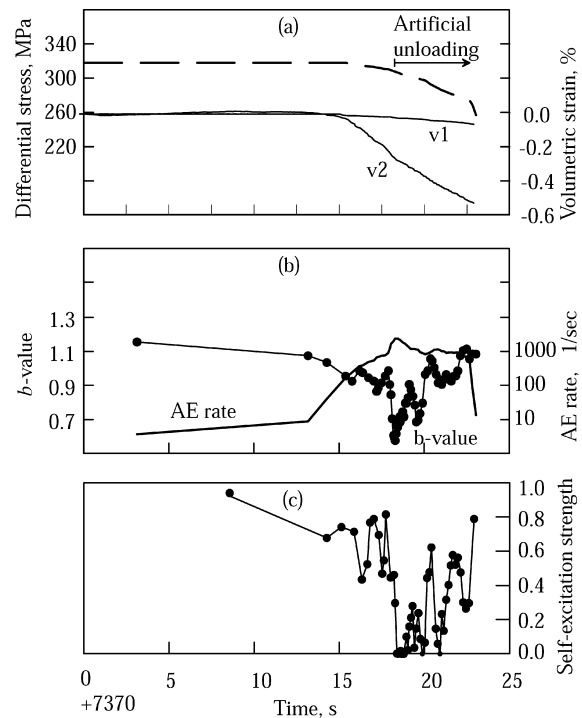 (a)
Artificial
unloading
Differential stress, MPa
340
300
260
220
v1
v2
0.0
-0.2
-0.4
-0.6
Volumetric strain, %
(b)
b-value
1.3
1.1
0.9
0.7
AE rate
b-value
1000
100
10
AE rate, 1/sec
(c)
1.0
0.8
0.6
0.4
0.2
0.0
Self-excitation strength
0 5 10 15 20 25
+7370
Time, s